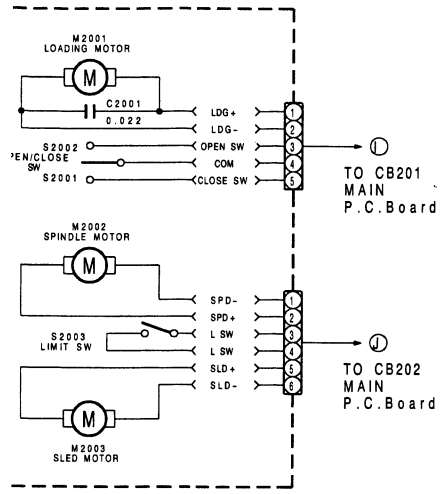 M2001
LOADING MOTOR
M
C2001
0.022
LDG+ 1
LDG- 2
S2002 OPEN SW 3
PEN/CLOSE SW COM 4
S2001 CLOSE SW 5
I
TO CB201
MAIN
P.C.Board
M2002
SPINDLE MOTOR
M
SPD- 1
SPD+ 2
S2003
LIMIT SW
L SW 3
L SW 4
SLD+ 5
SLD- 6
J
TO CB202
MAIN
P.C.Board
M
M2003
SLED MOTOR